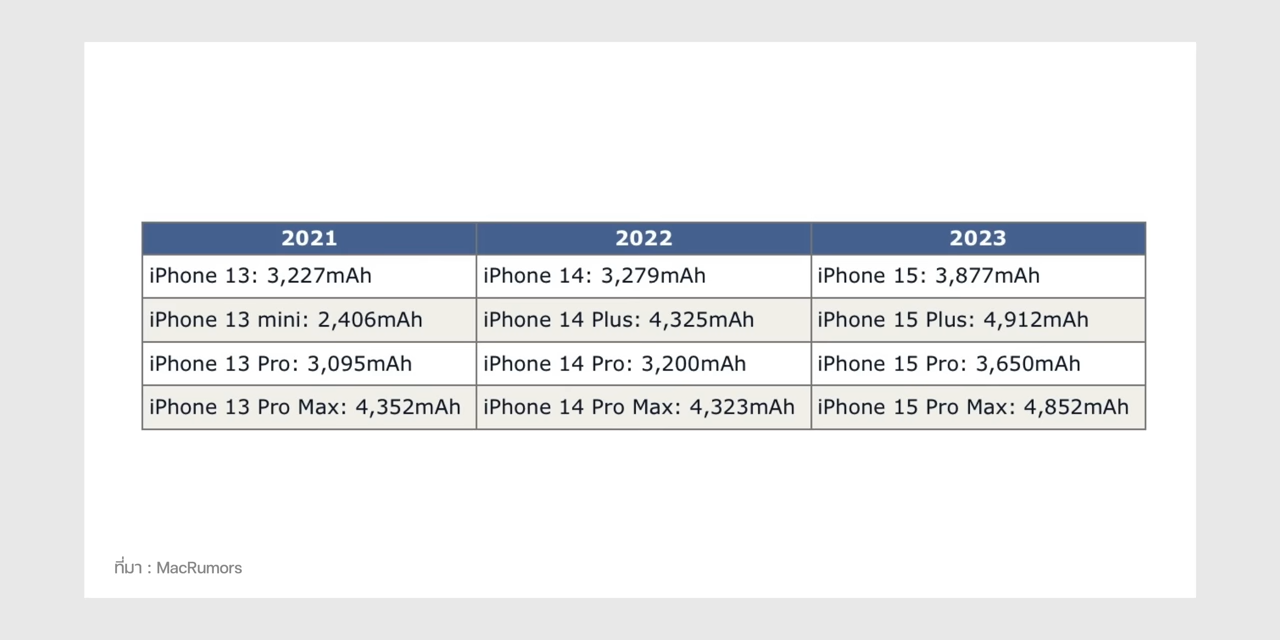 2021 2022 2023
iPhone 13: 3,227mAh iPhone 14: 3,279mAh iPhone 15: 3,877mAh
iPhone 13 mini: 2,406mAh iPhone 14 Plus: 4,325mAh iPhone 15 Plus: 4,912mAh
iPhone 13 Pro: 3,095mAh iPhone 14 Pro: 3,200mAh iPhone 15 Pro: 3,650mAh
iPhone 13 Pro Max: 4,352mAh iPhone 14 Pro Max: 4,323mAh iPhone 15 Pro Max: 4,852mAh
ที่มา : MacRumors